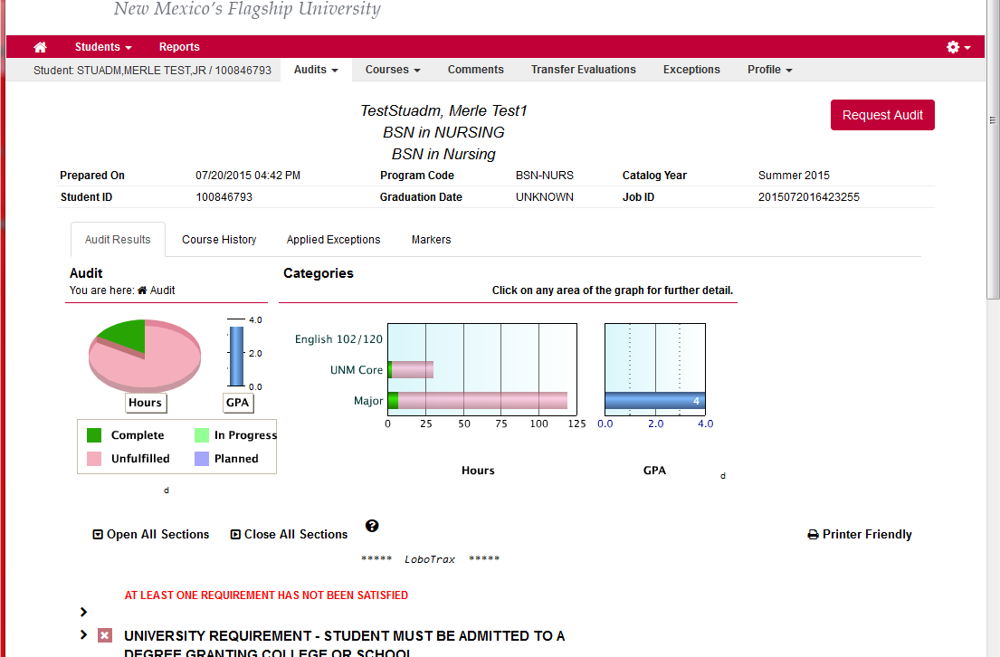 New Mexico's Flagship University
Students Reports
Student: STUADM,MERLE TEST,JR / 100846793 Audits Courses Comments Transfer Evaluations Exceptions Profile
TestStuadm, Merle Test1
Request Audit
BSN in NURSING
BSN in Nursing
Prepared On 07/20/2015 04:42 PM Program Code BSN-NURS Catalog Year Summer 2015
Student ID 100846793 Graduation Date UNKNOWN Job ID 2015072016423255
Audit Results Course History Applied Exceptions Markers
Audit Categories
You are here: Audit
Click on any area of the graph for further detail.
4.0
2.0
0.0
Hours GPA
Complete In Progress
Unfulfilled Planned
d
English 102/120
UNM Core
Major 4
0 25 50 75 100 125 0.0 2.0 4.0
Hours GPA
d
Open All Sections Close All Sections ? Printer Friendly
***** LoboTrax *****
AT LEAST ONE REQUIREMENT HAS NOT BEEN SATISFIED
UNIVERSITY REQUIREMENT - STUDENT MUST BE ADMITTED TO A
DEGREE GRANTING COLLEGE OR SCHOOL